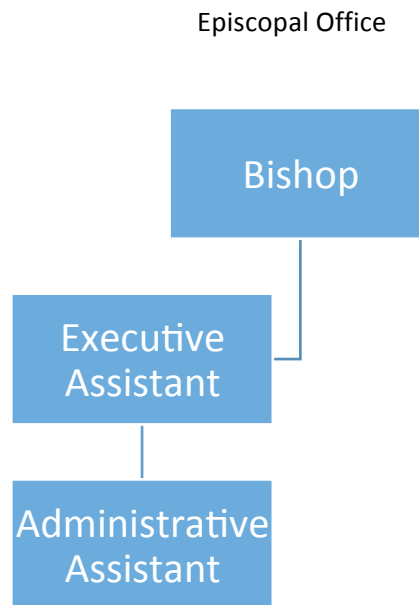 Episcopal Office
Bishop
Executive
Assistant
Administrative
Assistant